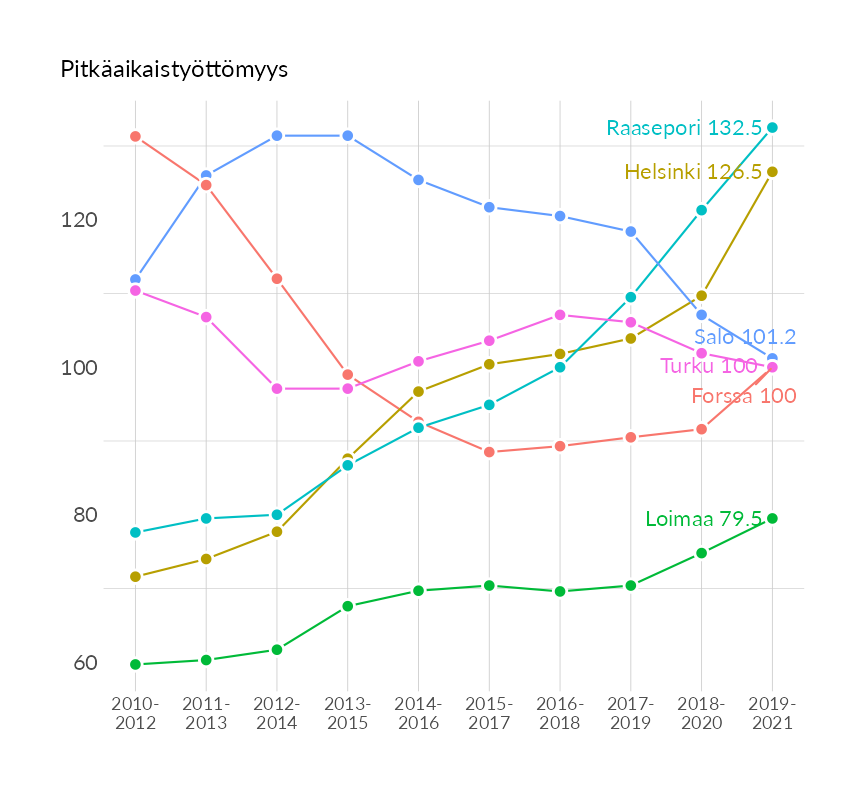 Pitkäaikaistyöttömyys
Raasepori 132.5
Helsinki 126.5
120
Salo 101.2
100
Turku 100
Forssa 100
80
Loimaa 79.5
60
2010- 2011- 2012- 2013- 2014- 2015- 2016- 2017- 2018- 2019-
2012 2013 2014 2015 2016 2017 2018 2019 2020 2021